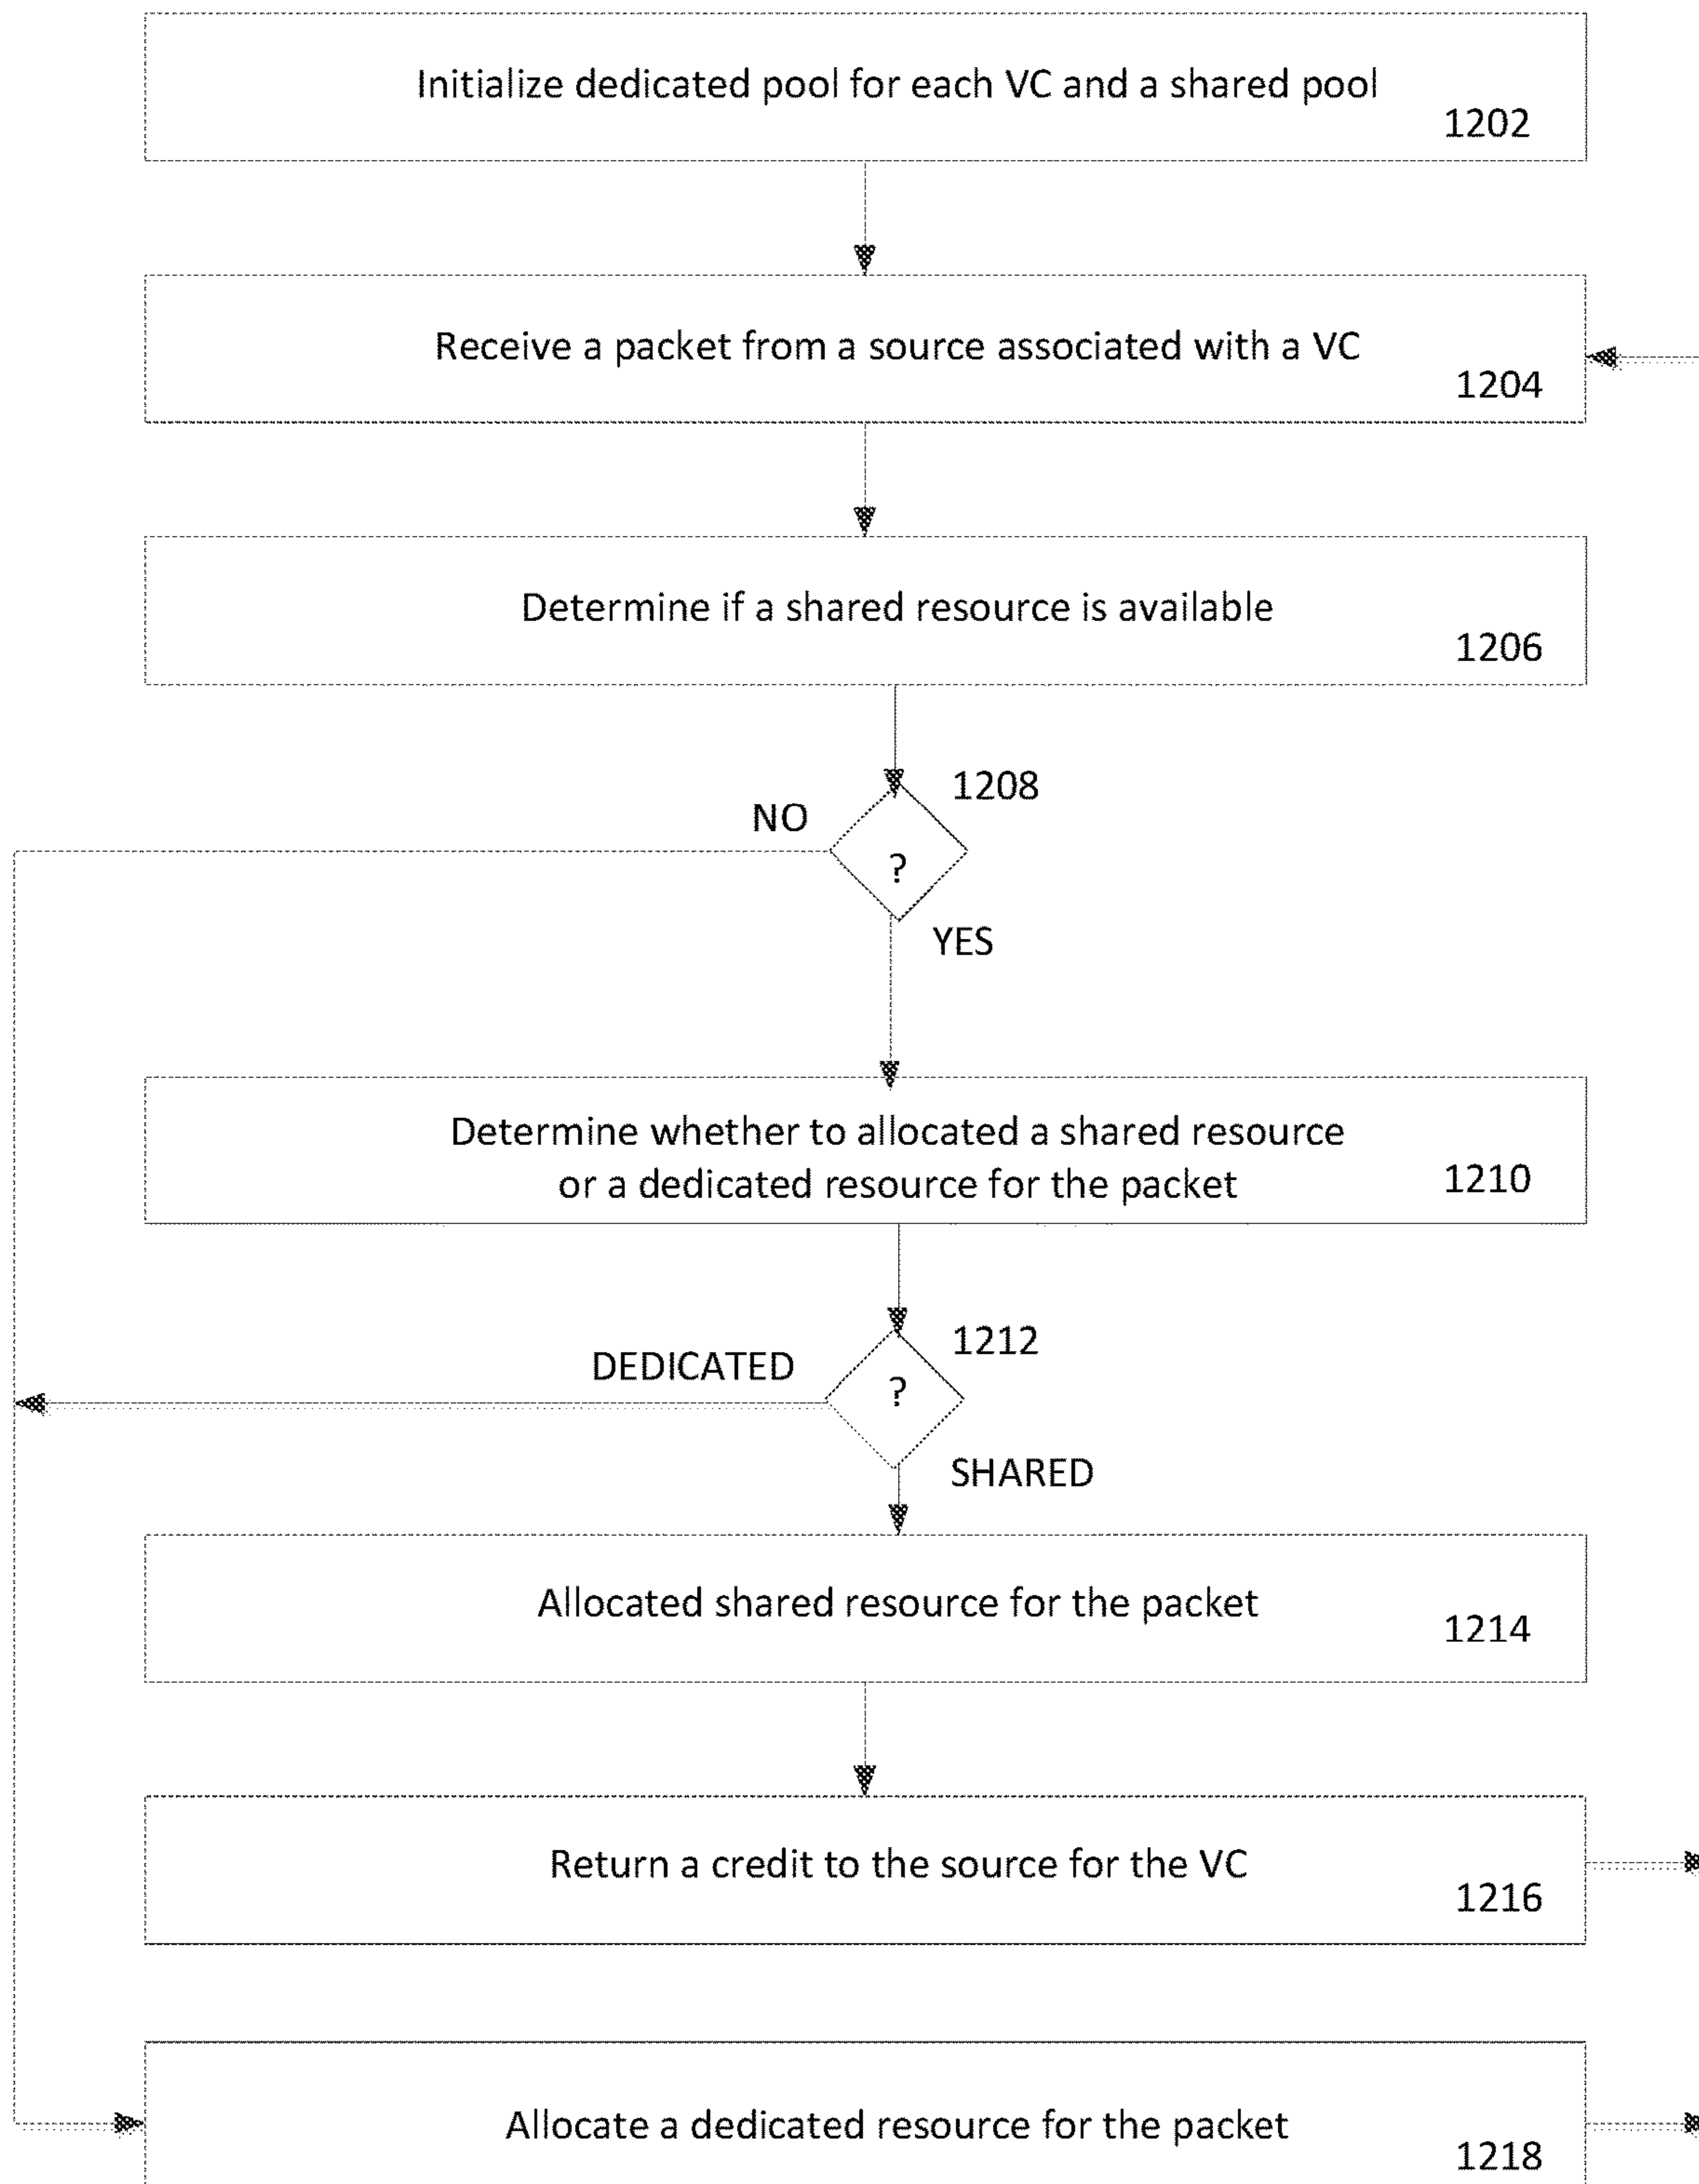 Initialize dedicated pool for each VC and a shared pool
1202
Receive a packet from a source associated with a VC
1204
Determine if a shared resource is available
1206
1208
NO
?
YES
Determine whether to allocated a shared resource
or a dedicated resource for the packet
1210
1212
DEDICATED
?
SHARED
Allocated shared resource for the packet
1214
Return a credit to the source for the VC
1216
Allocate a dedicated resource for the packet
1218